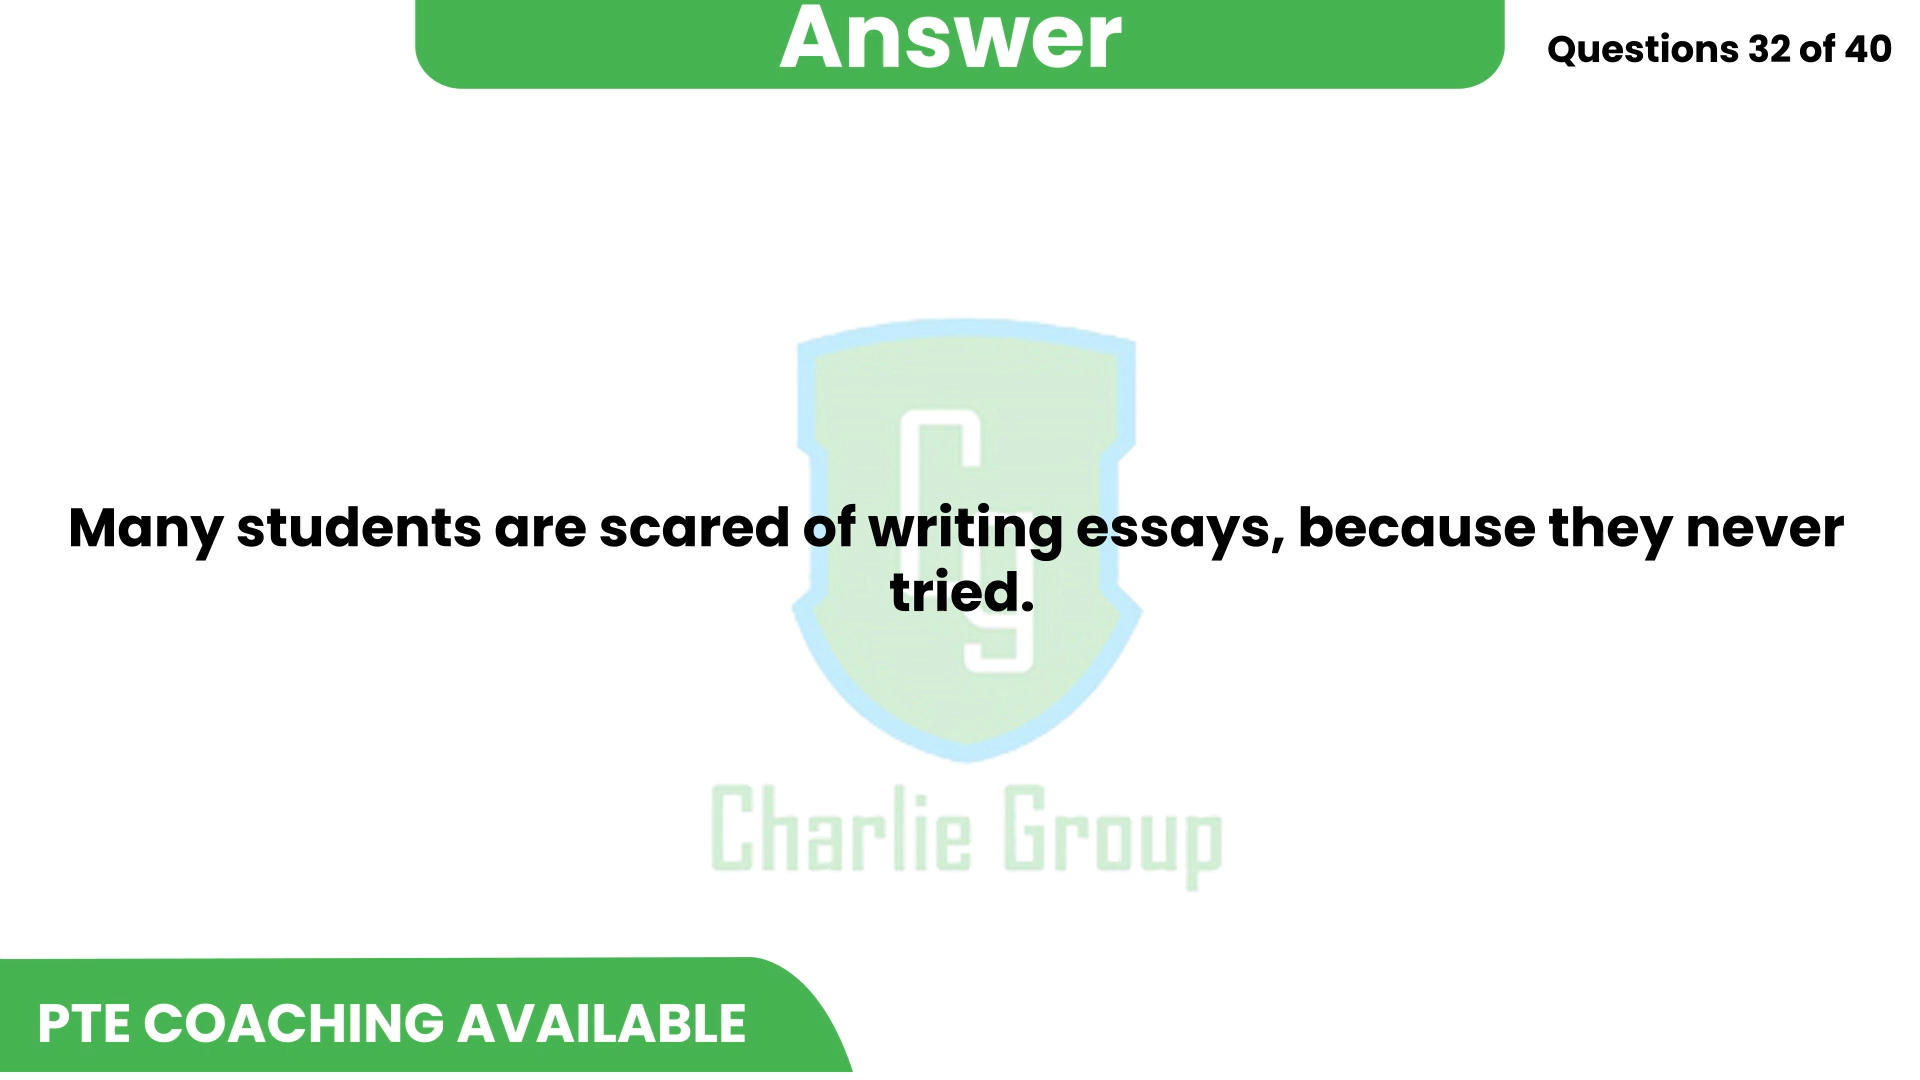 Answer
Questions 32 of 40
Many students are scared of writing essays, because they never
tried.
Cg
Charlie Group
PTE COACHING AVAILABLE